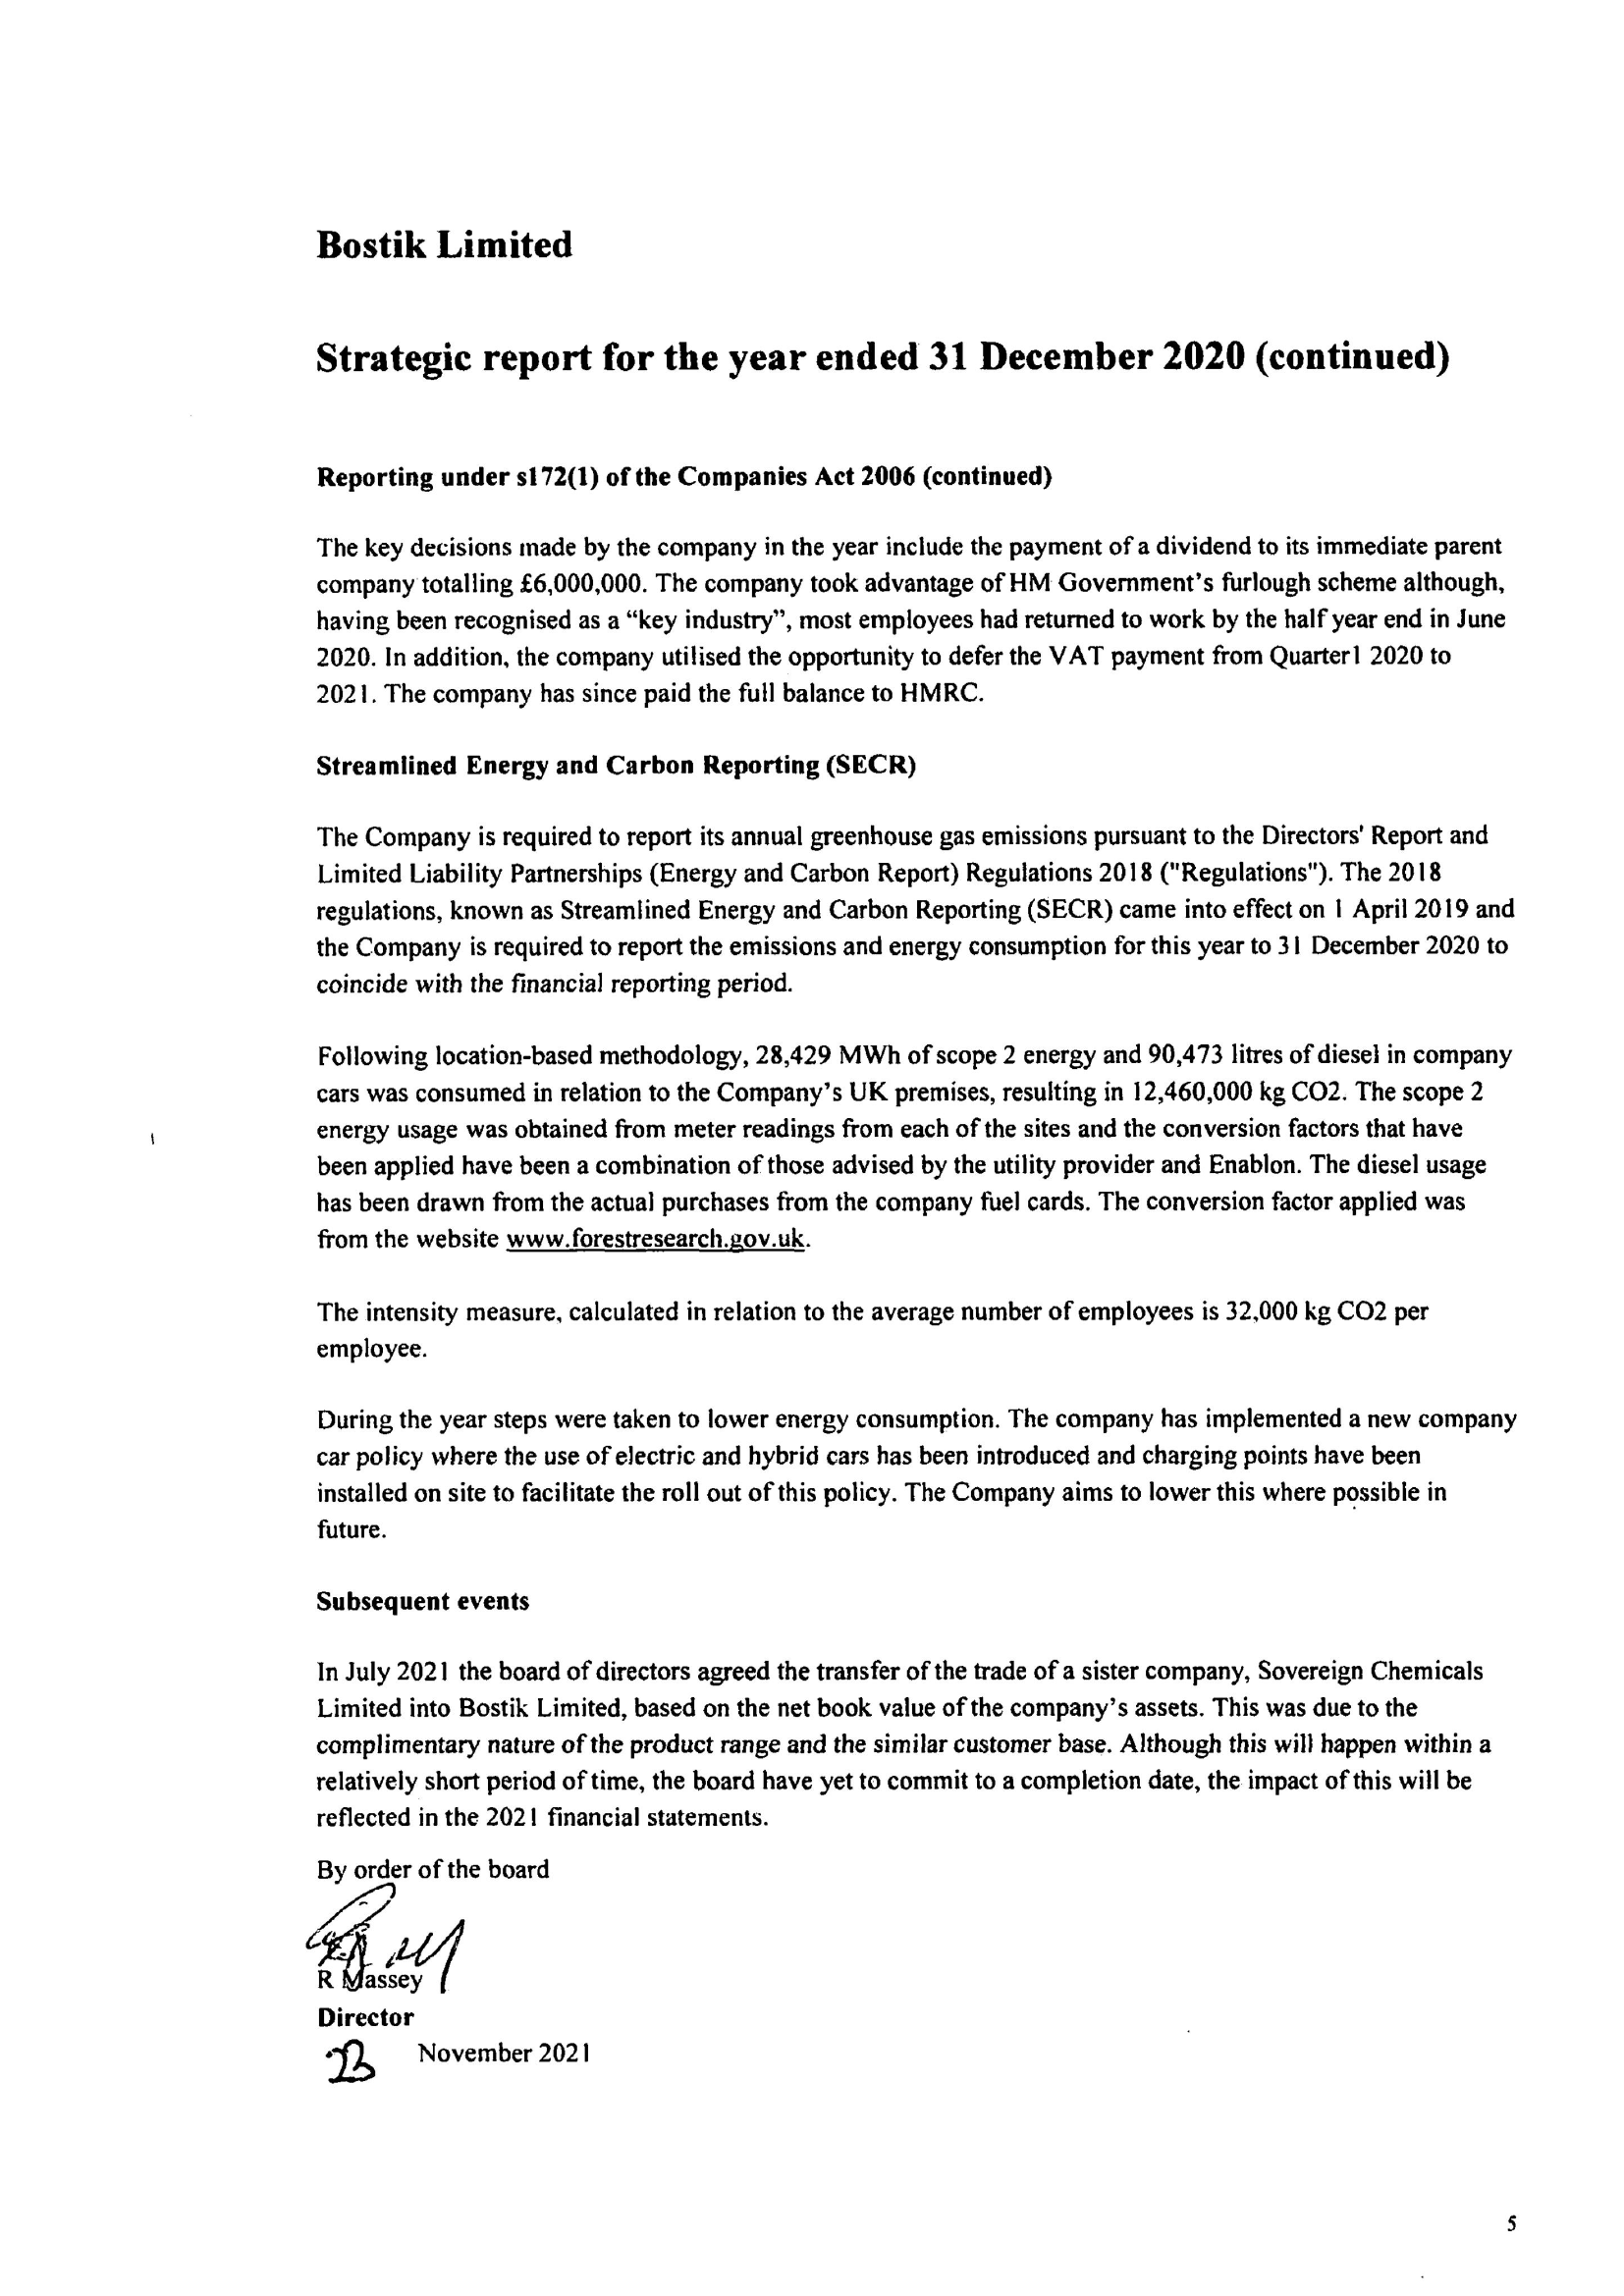 Bostik Limited
Strategic report for the year ended 31 December 2020 (continued)
Reporting under s172(1) of the Companies Act 2006 (continued)
The key decisions made by the company in the year include the payment of a dividend to its immediate parent
company totalling £6,000,000. The company took advantage of HM Government's furlough scheme although,
having been recognised as a “key industry”, most employees had returned to work by the half year end in June
2020. In addition, the company utilised the opportunity to defer the VAT payment from Quarter1 2020 to
2021. The company has since paid the full balance to HMRC.
Streamlined Energy and Carbon Reporting (SECR)
The Company is required to report its annual greenhouse gas emissions pursuant to the Directors' Report and
Limited Liability Partnerships (Energy and Carbon Report) Regulations 2018 ("Regulations"). The 2018
regulations, known as Streamlined Energy and Carbon Reporting (SECR) came into effect on 1 April 2019 and
the Company is required to report the emissions and energy consumption for this year to 31 December 2020 to
coincide with the financial reporting period.
Following location-based methodology, 28,429 MWh of scope 2 energy and 90,473 litres of diesel in company
cars was consumed in relation to the Company's UK premises, resulting in 12,460,000 kg CO2. The scope 2
energy usage was obtained from meter readings from each of the sites and the conversion factors that have
been applied have been a combination of those advised by the utility provider and Enablon. The diesel usage
has been drawn from the actual purchases from the company fuel cards. The conversion factor applied was
from the website www.forestresearch.gov.uk.
The intensity measure, calculated in relation to the average number of employees is 32,000 kg CO2 per
employee.
During the year steps were taken to lower energy consumption. The company has implemented a new company
car policy where the use of electric and hybrid cars has been introduced and charging points have been
installed on site to facilitate the roll out of this policy. The Company aims to lower this where possible in
future.
Subsequent events
In July 2021 the board of directors agreed the transfer of the trade of a sister company, Sovereign Chemicals
Limited into Bostik Limited, based on the net book value of the company's assets. This was due to the
complimentary nature of the product range and the similar customer base. Although this will happen within a
relatively short period of time, the board have yet to commit to a completion date, the impact of this will be
reflected in the 2021 financial statements.
By order of the board
R Massey
Director
23 November 2021
5